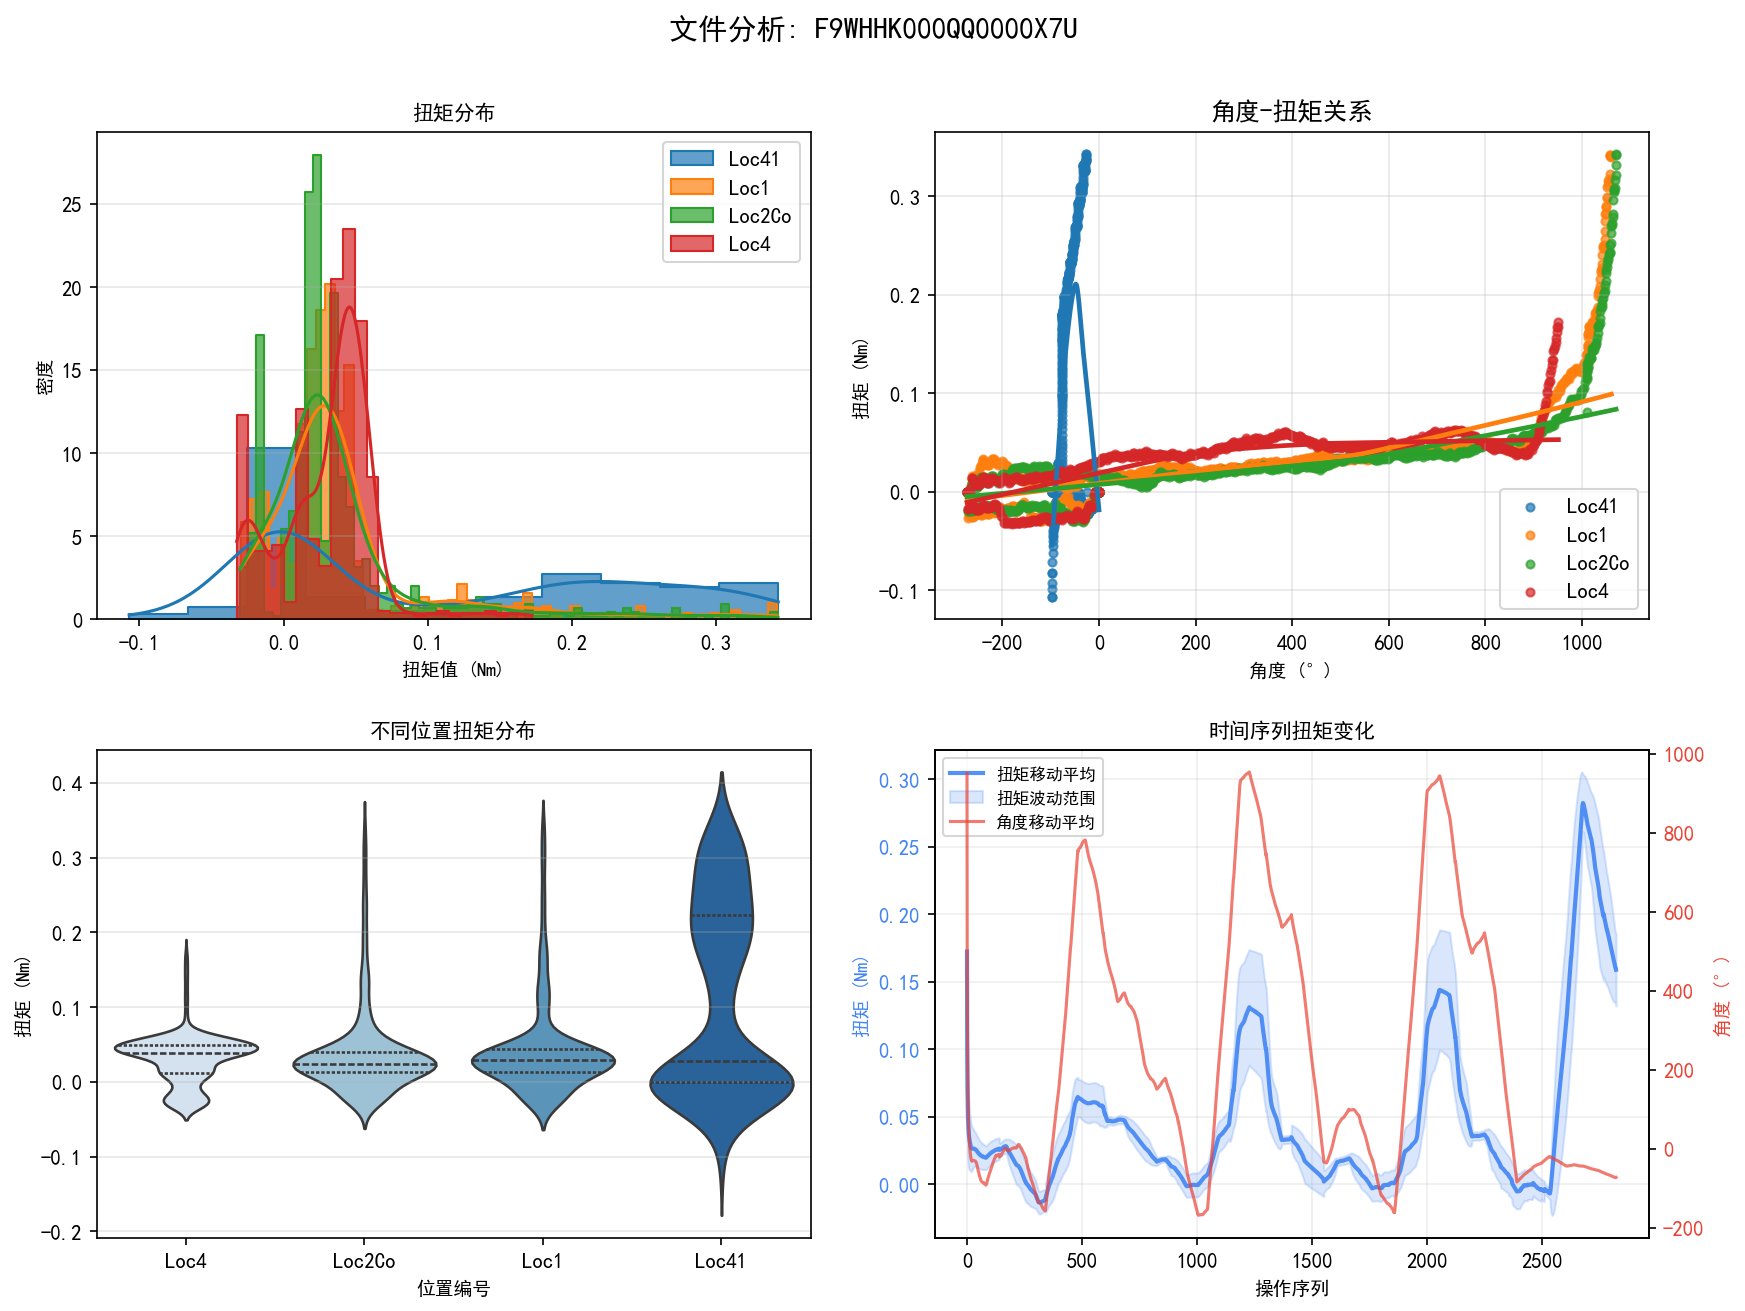 文件分析: F9WHHK000QQ0000X7U
扭矩分布
密度
25
20
15
10
5
0
-0.1
0.0
0.1
0.2
0.3
扭矩值 (Nm)
Loc41
Loc1
Loc2Co
Loc4
角度-扭矩关系
扭矩 (Nm)
0.3
0.2
0.1
0.0
-0.1
-200
0
200
400
600
800
1000
角度 (°)
Loc41
Loc1
Loc2Co
Loc4
不同位置扭矩分布
扭矩 (Nm)
0.4
0.3
0.2
0.1
0.0
-0.1
-0.2
Loc4
Loc2Co
Loc1
Loc41
位置编号
时间序列扭矩变化
扭矩移动平均
扭矩波动范围
角度移动平均
扭矩 (Nm)
0.30
0.25
0.20
0.15
0.10
0.05
0.00
0
500
1000
1500
2000
2500
操作序列
1000
800
600
400
200
0
-200
角度 (°)